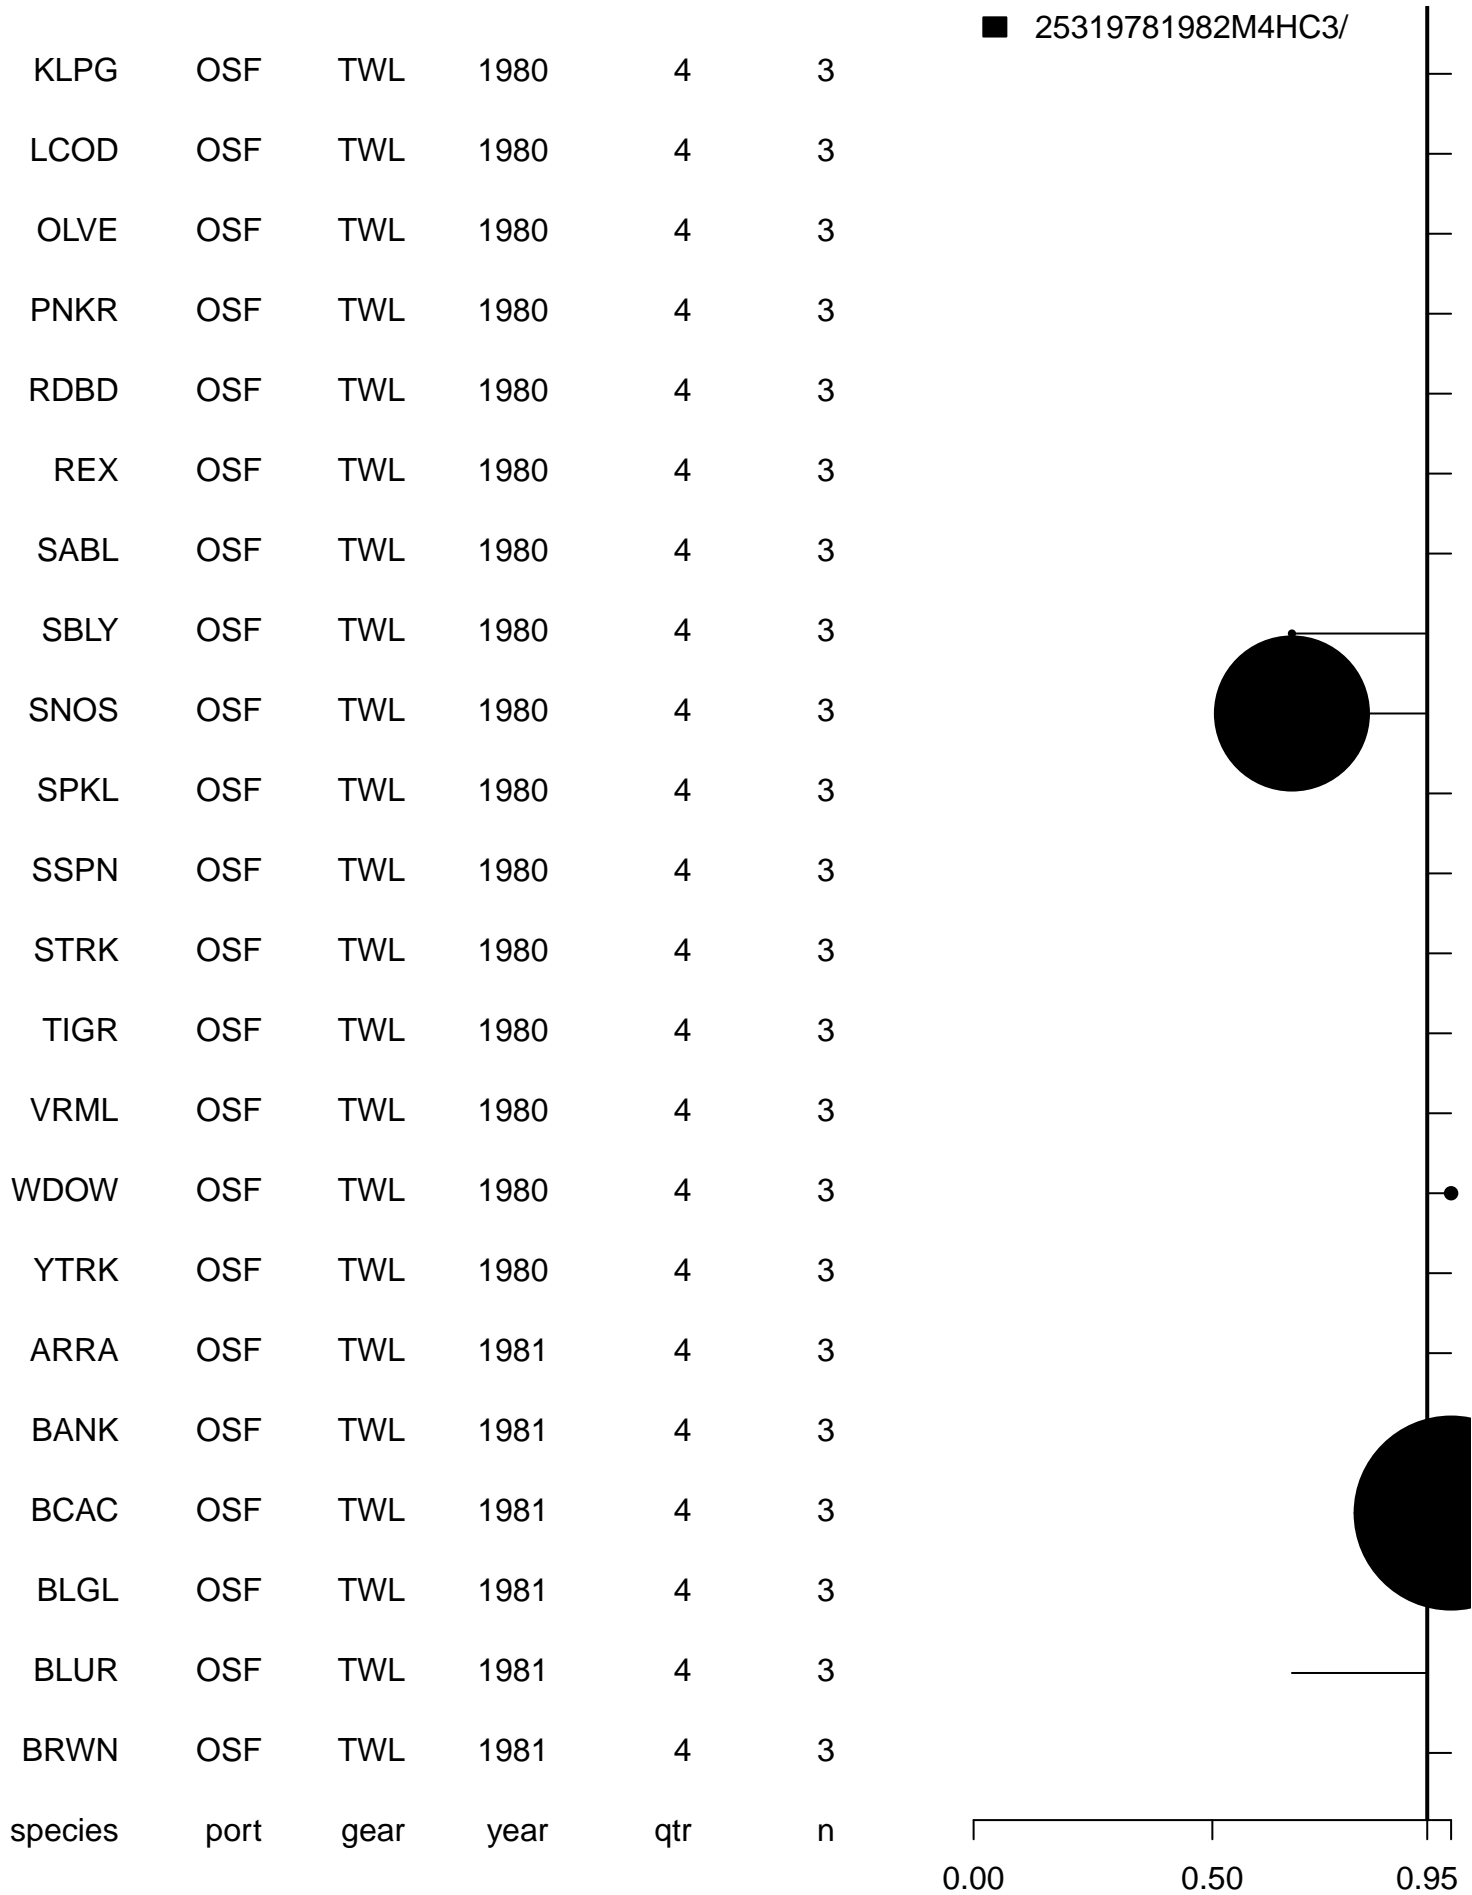 25319781982M4HC3/
KLPG OSF TWL 1980 4 3
LCOD OSF TWL 1980 4 3
OLVE OSF TWL 1980 4 3
PNKR OSF TWL 1980 4 3
RDBD OSF TWL 1980 4 3
REX OSF TWL 1980 4 3
SABL OSF TWL 1980 4 3
SBLY OSF TWL 1980 4 3
SNOS OSF TWL 1980 4 3
SPKL OSF TWL 1980 4 3
SSPN OSF TWL 1980 4 3
STRK OSF TWL 1980 4 3
TIGR OSF TWL 1980 4 3
VRML OSF TWL 1980 4 3
WDOW OSF TWL 1980 4 3
YTRK OSF TWL 1980 4 3
ARRA OSF TWL 1981 4 3
BANK OSF TWL 1981 4 3
BCAC OSF TWL 1981 4 3
BLGL OSF TWL 1981 4 3
BLUR OSF TWL 1981 4 3
BRWN OSF TWL 1981 4 3
species port gear year qtr n
0.00 0.50 0.95